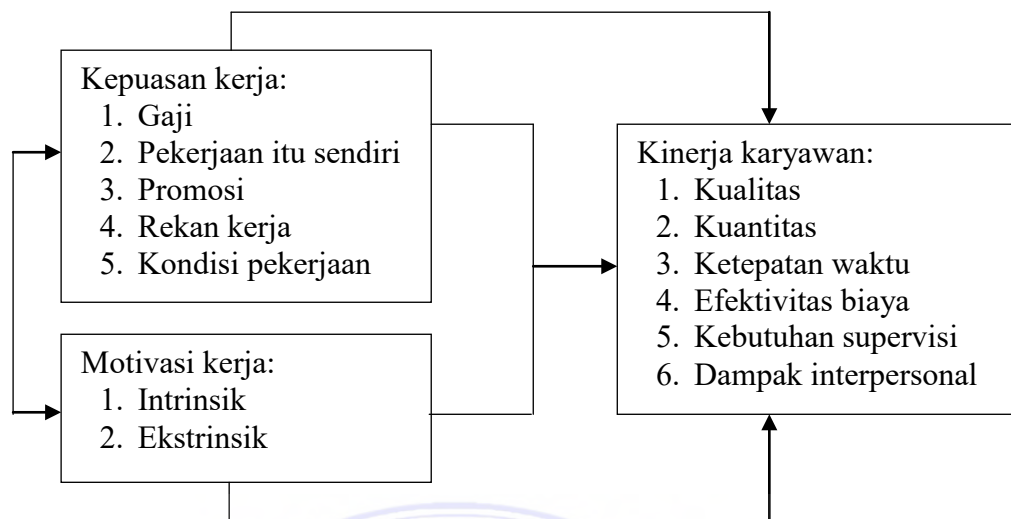 Kepuasan kerja:
1. Gaji
2. Pekerjaan itu sendiri
3. Promosi
4. Rekan kerja
5. Kondisi pekerjaan
Motivasi kerja:
1. Intrinsik
2. Ekstrinsik
Kinerja karyawan:
1. Kualitas
2. Kuantitas
3. Ketepatan waktu
4. Efektivitas biaya
5. Kebutuhan supervisi
6. Dampak interpersonal